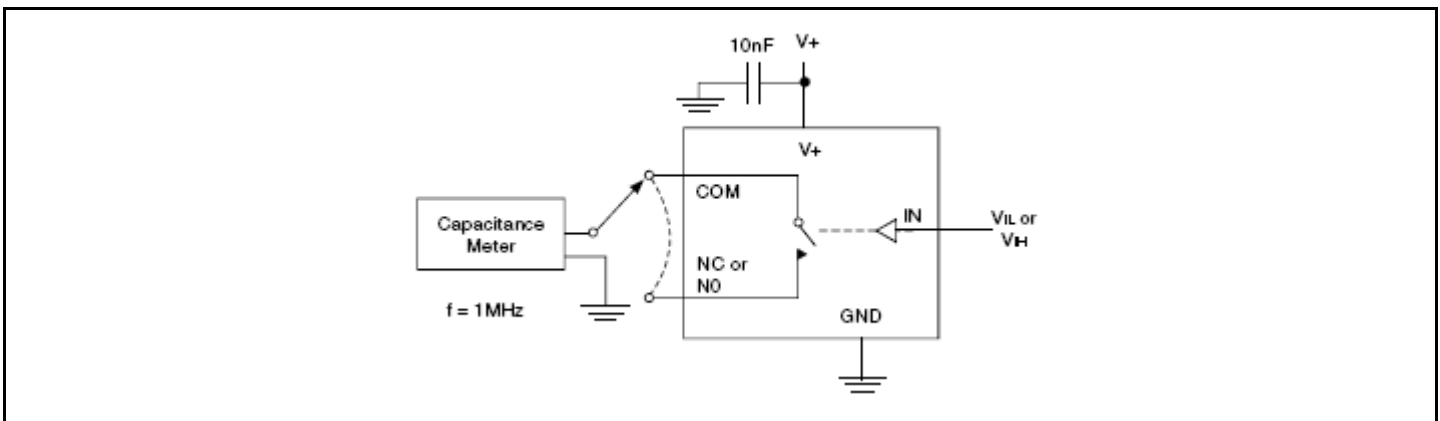 10nF
V+
V+
COM
IN
VIL or
VIH
Capacitance
Meter
NC or
N0
f = 1MHz
GND